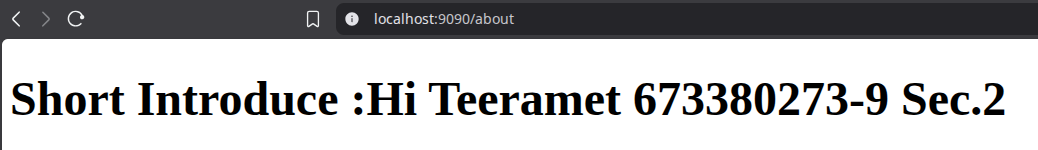 localhost:9090/about
Short Introduce :Hi Teeramet 673380273-9 Sec.2